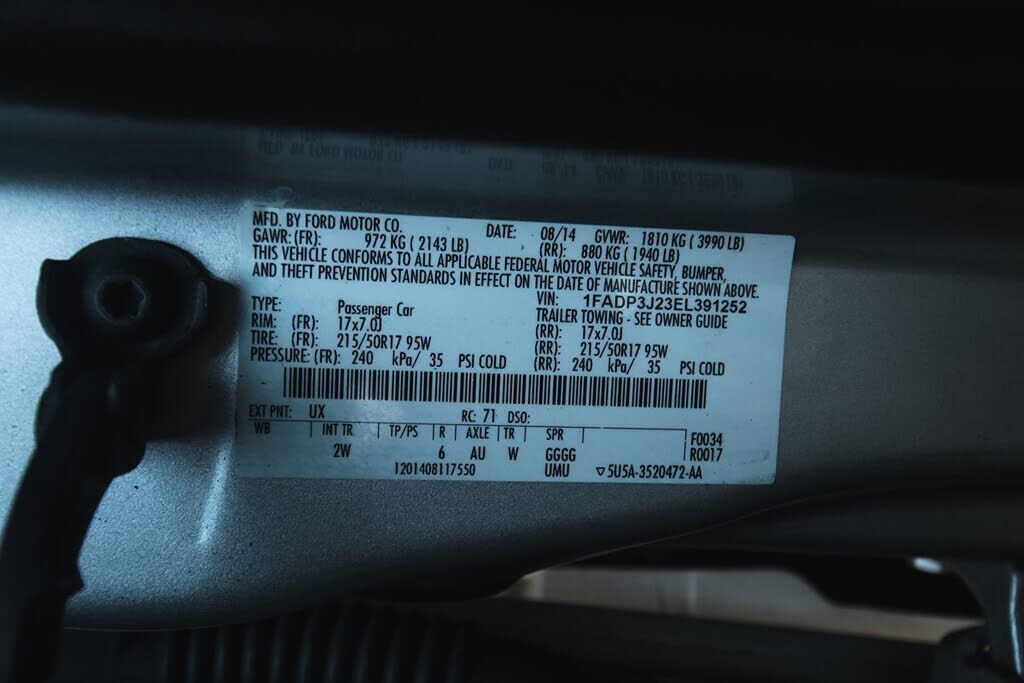 MFD. BY FORD MOTOR CO. DATE: 08/14 GVWR: 1810 KG ( 3990 LB)
GAWR: (FR): 972 KG ( 2143 LB) (RR): 880 KG ( 1940 LB)
THIS VEHICLE CONFORMS TO ALL APPLICABLE FEDERAL MOTOR VEHICLE SAFETY, BUMPER,
AND THEFT PREVENTION STANDARDS IN EFFECT ON THE DATE OF MANUFACTURE SHOWN ABOVE.
VIN: 1FADP3J23EL391252
TYPE: Passenger Car TRAILER TOWING - SEE OWNER GUIDE
RIM: (FR): 17x7.0J (RR): 17x7.0J
TIRE: (FR): 215/50R17 95W (RR): 215/50R17 95W
PRESSURE: (FR): 240 kPa/ 35 PSI COLD (RR): 240 kPa/ 35 PSI COLD
EXT PNT: UX RC: 71 DSO:
WB INT TR TP/PS R AXLE TR SPR F0034
2W 6 AU W GGGG R0017
1201408117550 UMU ▽5U5A-3520472-AA